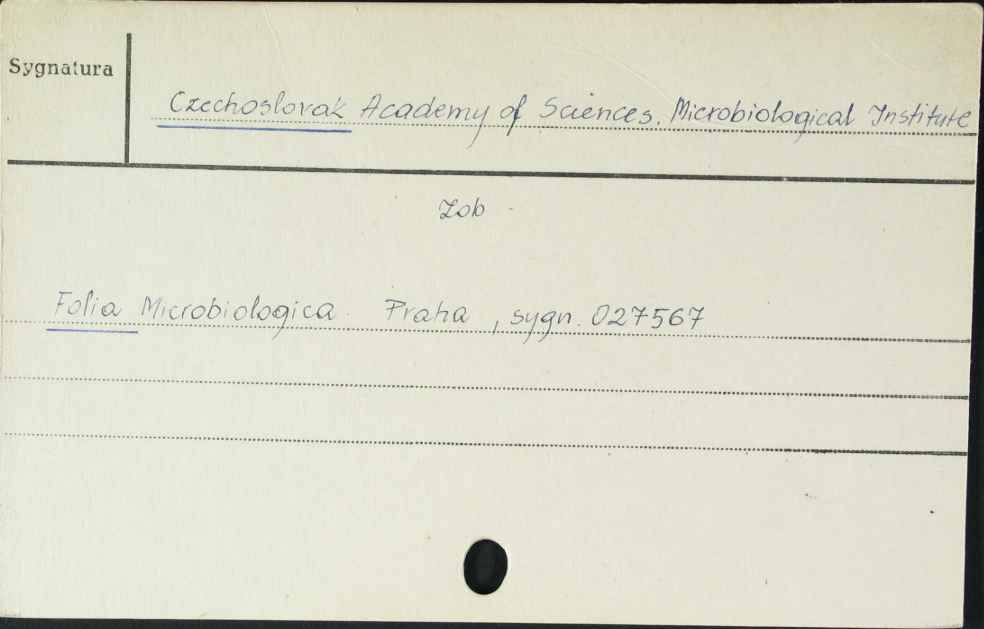 Sygnatura
Czechoslovak Academy of Sciences. Microbiological Institute
Zob
Folia Microbiologica. Praha, sygn. 027567